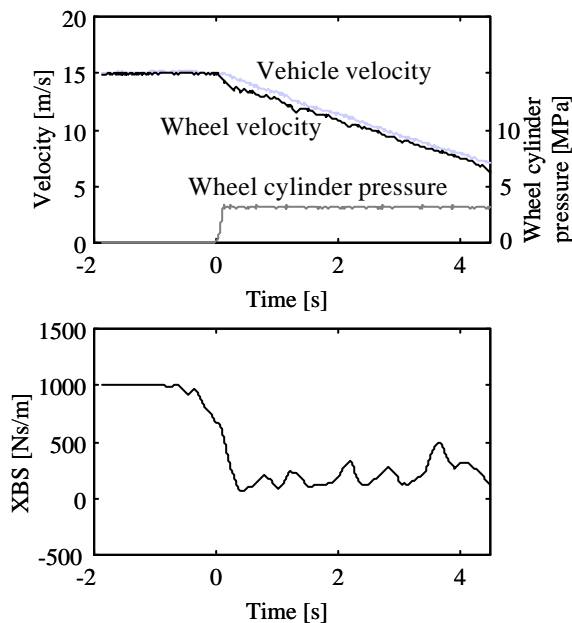 20
15
10
5
0
Velocity [m/s]
Vehicle velocity
Wheel velocity
Wheel cylinder pressure
10
5
0
Wheel cylinder
pressure [MPa]
-2
0
2
4
Time [s]
1500
1000
500
0
-500
XBS [Ns/m]
-2
0
2
4
Time [s]